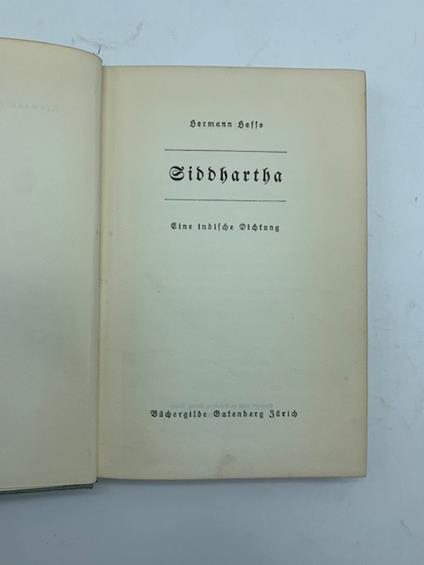 Hermann Hesse
Siddhartha
Eine indische Dichtung
Büchergilde Gutenberg Zürich